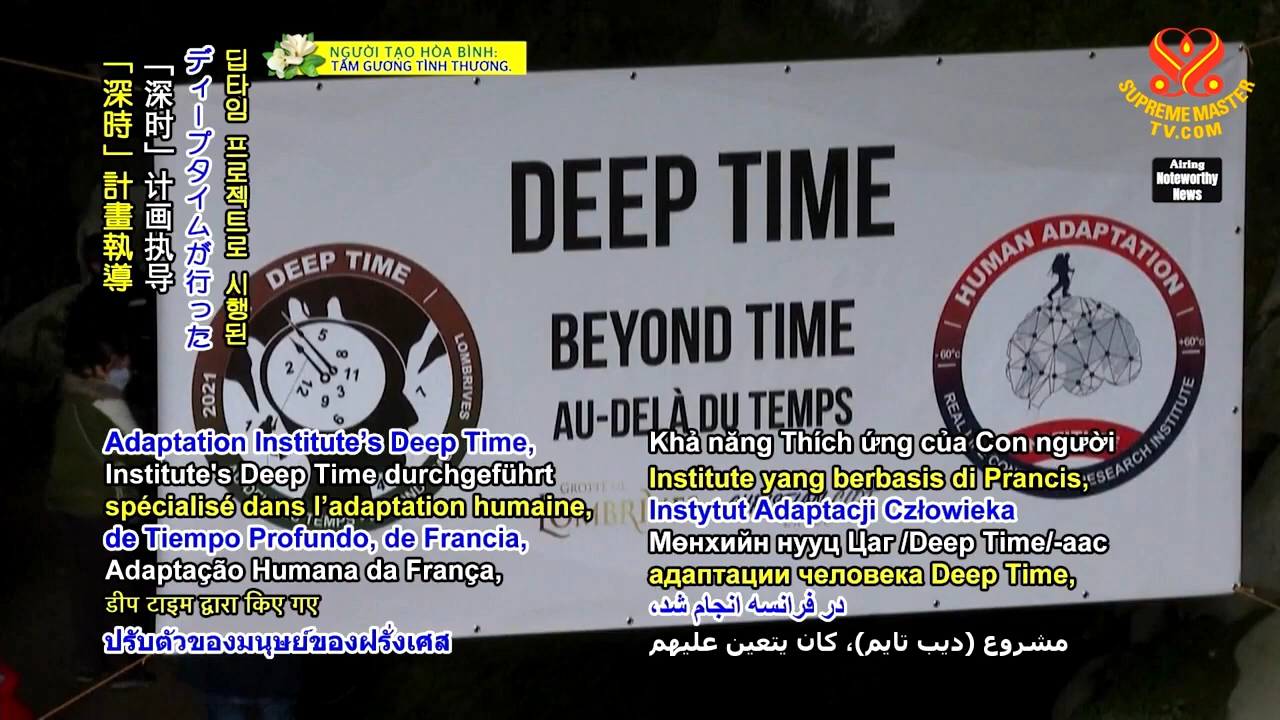 NGƯỜI TẠO HÒA BÌNH:
TẤM GƯƠNG TÌNH THƯƠNG.
SUPREME MASTER
TV.COM
Airing
Noteworthy
News
딥타임 프로젝트로 시행된
ディープタイムが行った
「深时」计画执导
「深時」計畫執導
DEEP TIME
BEYOND TIME
AU-DELÀ DU TEMPS
DEEP TIME
LOMBRIVES
2021
HUMAN ADAPTATION
-60°c
+60°c
RESEARCH INSTITUTE
Adaptation Institute’s Deep Time,
Institute's Deep Time durchgeführt
spécialisé dans l’adaptation humaine,
de Tiempo Profundo, de Francia,
Adaptação Humana da França,
डीप टाइम द्वारा किए गए
ปรับตัวของมนุษย์ของฝรั่งเศส
Khả năng Thích ứng của Con người
Institute yang berbasis di Prancis,
Instytut Adaptacji Człowieka
Мөнхийн нууц Цаг /Deep Time/-аас
адаптации человека Deep Time,
در فرانسه انجام شد،
مشروع (ديب تايم)، كان يتعين عليهم